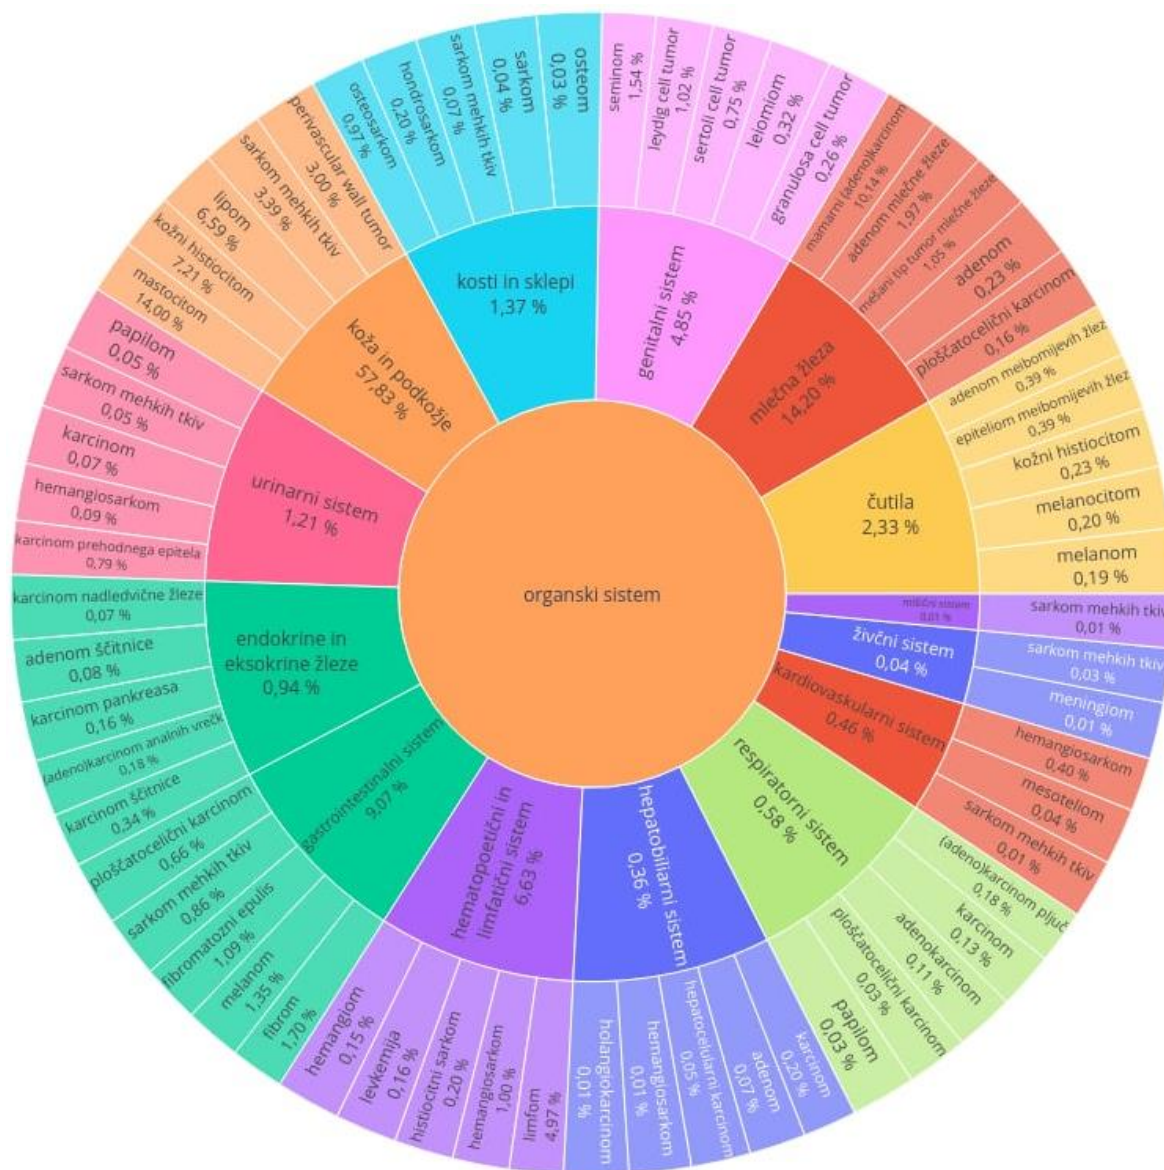 organski sistem
kosti in sklepi
1,37 %
osteosarkom
0,97 %
hondrosarkom
0,20 %
sarkom mehkih tkiv
0,07 %
sarkom
0,04 %
osteom
0,03 %
genitalni sistem
4,85 %
seminom
1,54 %
leydig cell tumor
1,02 %
sertoli cell tumor
0,75 %
leiomiom
0,32 %
granulosa cell tumor
0,26 %
mlečna žleza
14,20 %
mamarni (adeno)karcinom
10,14 %
adenom mlečne žleze
1,97 %
mešani tip tumor mlečne žleze
1,05 %
adenom
0,23 %
ploščatocelični karcinom
0,16 %
čutila
2,33 %
adenom meibomijevih žlez
0,39 %
epiteliom meibomijevih žlez
0,39 %
kožni histiocitom
0,23 %
melanocitom
0,20 %
melanom
0,19 %
mišični sistem
0,01 %
sarkom mehkih tkiv
0,01 %
živčni sistem
0,04 %
sarkom mehkih tkiv
0,03 %
meningiom
0,01 %
kardiovaskularni sistem
0,46 %
hemangiosarkom
0,40 %
mesoteliom
0,04 %
sarkom mehkih tkiv
0,01 %
respiratorni sistem
0,58 %
(adeno)karcinom pljuč
0,18 %
karcinom
0,13 %
adenokarcinom
0,11 %
ploščatocelični karcinom
0,03 %
papilom
0,03 %
hepatobiliarni sistem
0,36 %
karcinom
0,20 %
adenom
0,07 %
hepatocelularni karcinom
0,05 %
hemangiosarkom
0,01 %
holangiokarcinom
0,01 %
hematopoetični in
limfatični sistem
6,63 %
limfom
4,97 %
hemangiosarkom
1,00 %
histiocitni sarkom
0,20 %
levkemija
0,16 %
hemangiom
0,15 %
gastrointestinalni sistem
9,07 %
fibrom
1,70 %
melanom
1,35 %
fibromatozni epulis
1,09 %
sarkom mehkih tkiv
0,86 %
ploščatocelični karcinom
0,66 %
endokrine in
eksokrine žleze
0,94 %
karcinom ščitnice
0,34 %
(adeno)karcinom analnih vrečk
0,18 %
karcinom pankreasa
0,16 %
adenom ščitnice
0,08 %
karcinom nadledvične žleze
0,07 %
urinarni sistem
1,21 %
karcinom prehodnega epitela
0,79 %
hemangiosarkom
0,09 %
karcinom
0,07 %
sarkom mehkih tkiv
0,05 %
papilom
0,05 %
koža in podkožje
57,83 %
mastocitom
14,00 %
kožni histiocitom
7,21 %
lipom
6,59 %
sarkom mehkih tkiv
3,39 %
perivascular wall tumor
3,00 %